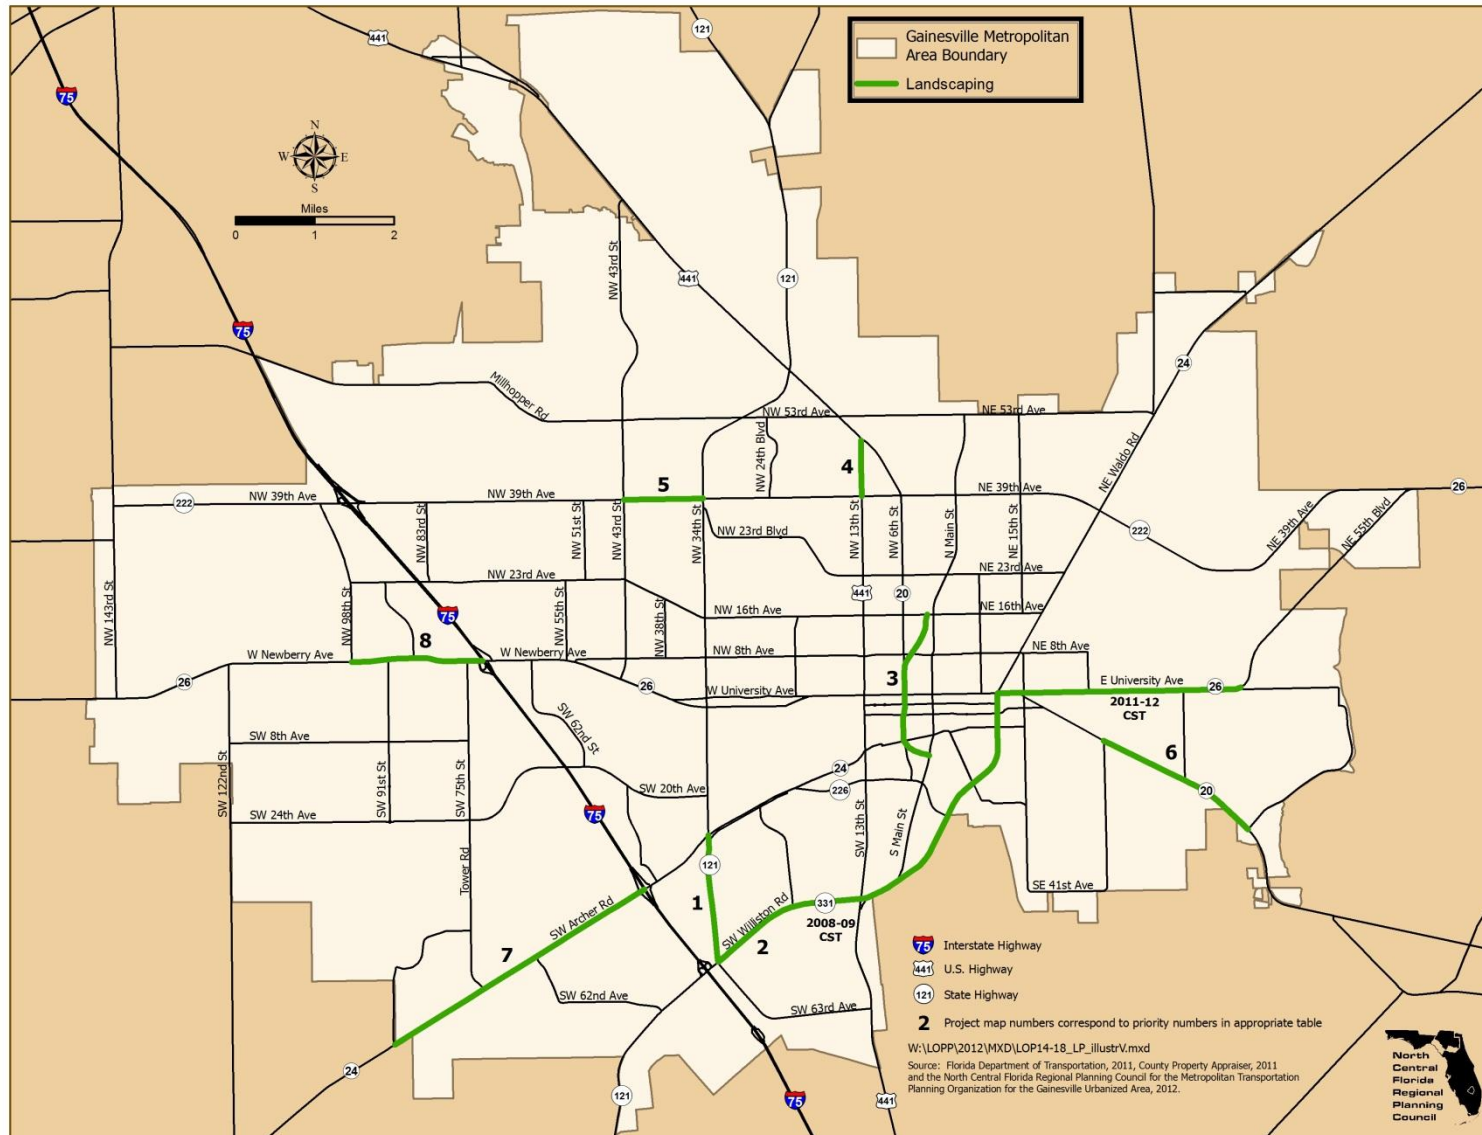 441
121
Gainesville Metropolitan
Area Boundary
Landscaping
75
N
W E
S
Miles
0 1 2
NW 43rd St
441
121
75
24
Millhopper Rd
NW 53rd Ave
NE 53rd Ave
NW 24th Blvd
4
NE Waldo Rd
5
NW 39th Ave
NW 39th Ave
NE 39th Ave
26
222
NW 83rd St
NW 51st St
NW 43rd St
NW 34th St
NW 23rd Blvd
NW 13th St
NW 6th St
N Main St
NE 15th St
222
NE 39th Ave
NE 55th Blvd
NW 23rd Ave
NE 23rd Ave
NW 143rd St
NW 98th St
75
NW 55th St
NW 38th St
441
20
NW 16th Ave
NE 16th Ave
8
W Newberry Ave
W Newberry Ave
NW 8th Ave
NE 8th Ave
26
26
W University Ave
3
E University Ave
26
2011-12
CST
SW 62nd St
SW 8th Ave
6
SW 122nd St
SW 91st St
SW 75th St
24
SW 20th Ave
226
20
SW 24th Ave
75
SW 13th St
S Main St
Tower Rd
121
SE 41st Ave
SW Archer Rd
1
SW Williston Rd
331
2008-09
CST
2
7
SW 62nd Ave
SW 63rd Ave
24
121
75
441
75 Interstate Highway
441 U.S. Highway
121 State Highway
2 Project map numbers correspond to priority numbers in appropriate table
W:\LOPP\2012\MXD\LOP14-18_LP_illustrV.mxd
Source: Florida Department of Transportation, 2011, County Property Appraiser, 2011
and the North Central Florida Regional Planning Council for the Metropolitan Transportation
Planning Organization for the Gainesville Urbanized Area, 2012.
North
Central
Florida
Regional
Planning
Council